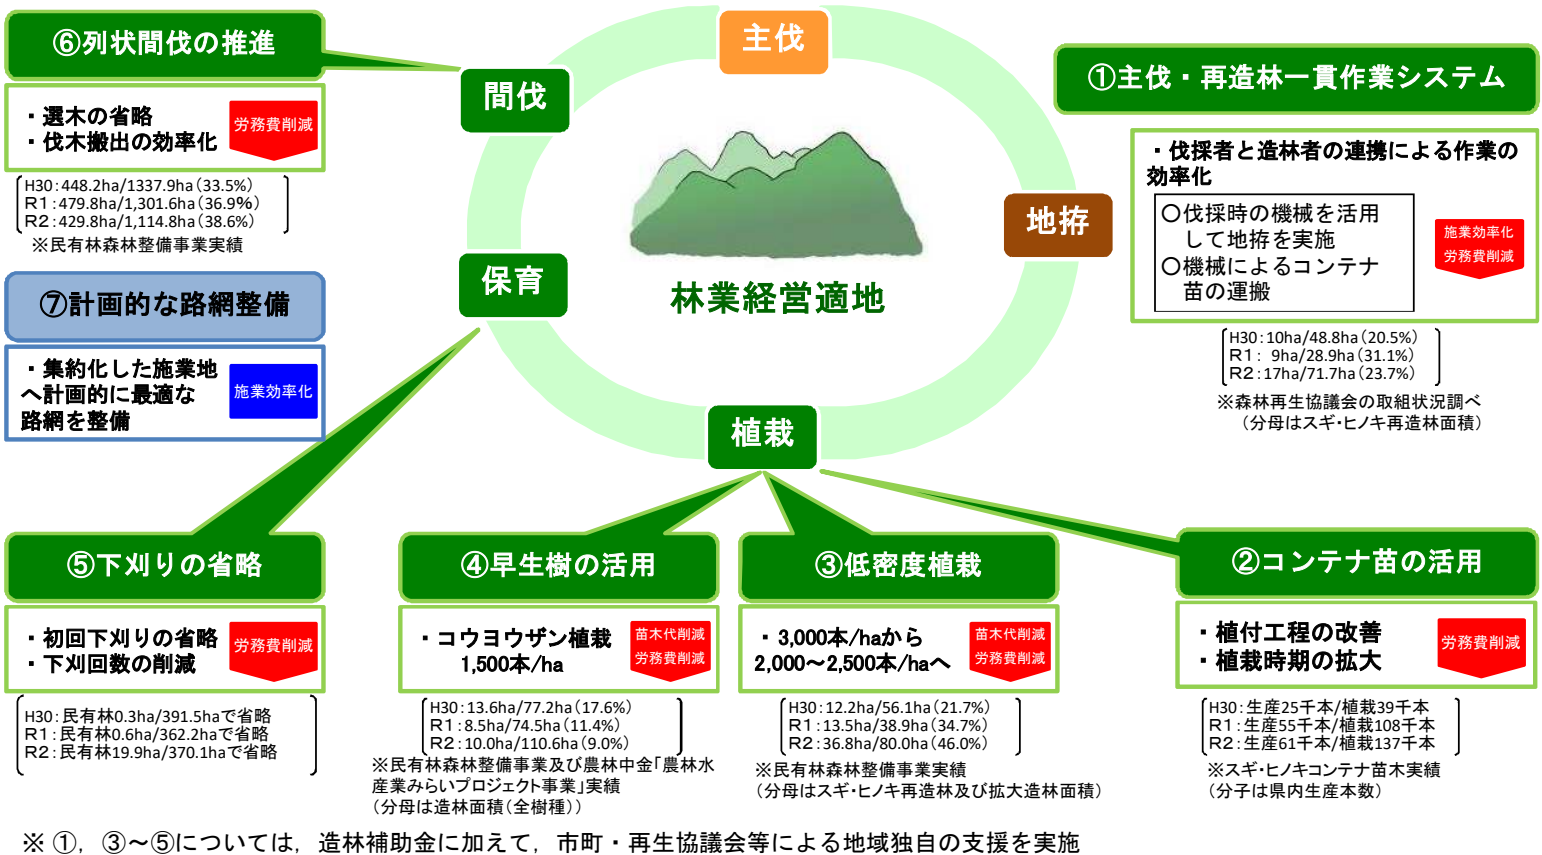 主伐
間伐
地拵
保育
植栽
林業経営適地
①主伐・再造林一貫作業システム
・伐採者と造林者の連携による作業の
効率化
〇伐採時の機械を活用
して地拵を実施
〇機械によるコンテナ
苗の運搬
施業効率化
労務費削減
H30:10ha/48.8ha(20.5%)
R1: 9ha/28.9ha(31.1%)
R2:17ha/71.7ha(23.7%)
※森林再生協議会の取組状況調べ
(分母はスギ・ヒノキ再造林面積)
②コンテナ苗の活用
・植付工程の改善
・植栽時期の拡大
労務費削減
H30:生産25千本/植栽39千本
R1:生産55千本/植栽108千本
R2:生産61千本/植栽137千本
※スギ・ヒノキコンテナ苗木実績
(分子は県内生産本数)
③低密度植栽
・3,000本/haから
2,000～2,500本/haへ
苗木代削減
労務費削減
H30:12.2ha/56.1ha(21.7%)
R1:13.5ha/38.9ha(34.7%)
R2:36.8ha/80.0ha(46.0%)
※民有林森林整備事業実績
(分母はスギ・ヒノキ再造林及び拡大造林面積)
④早生樹の活用
・コウヨウザン植栽
1,500本/ha
苗木代削減
労務費削減
H30:13.6ha/77.2ha(17.6%)
R1:8.5ha/74.5ha(11.4%)
R2:10.0ha/110.6ha(9.0%)
※民有林森林整備事業及び農林中金「農林水
産業みらいプロジェクト事業」実績
(分母は造林面積(全樹種))
⑤下刈りの省略
・初回下刈りの省略
・下刈回数の削減
労務費削減
H30:民有林0.3ha/391.5haで省略
R1:民有林0.6ha/362.2haで省略
R2:民有林19.9ha/370.1haで省略
⑥列状間伐の推進
・選木の省略
・伐木搬出の効率化
労務費削減
H30:448.2ha/1337.9ha(33.5%)
R1:479.8ha/1,301.6ha(36.9%)
R2:429.8ha/1,114.8ha(38.6%)
※民有林森林整備事業実績
⑦計画的な路網整備
・集約化した施業地
へ計画的に最適な
路網を整備
施業効率化
※ ①，③～⑤については，造林補助金に加えて，市町・再生協議会等による地域独自の支援を実施